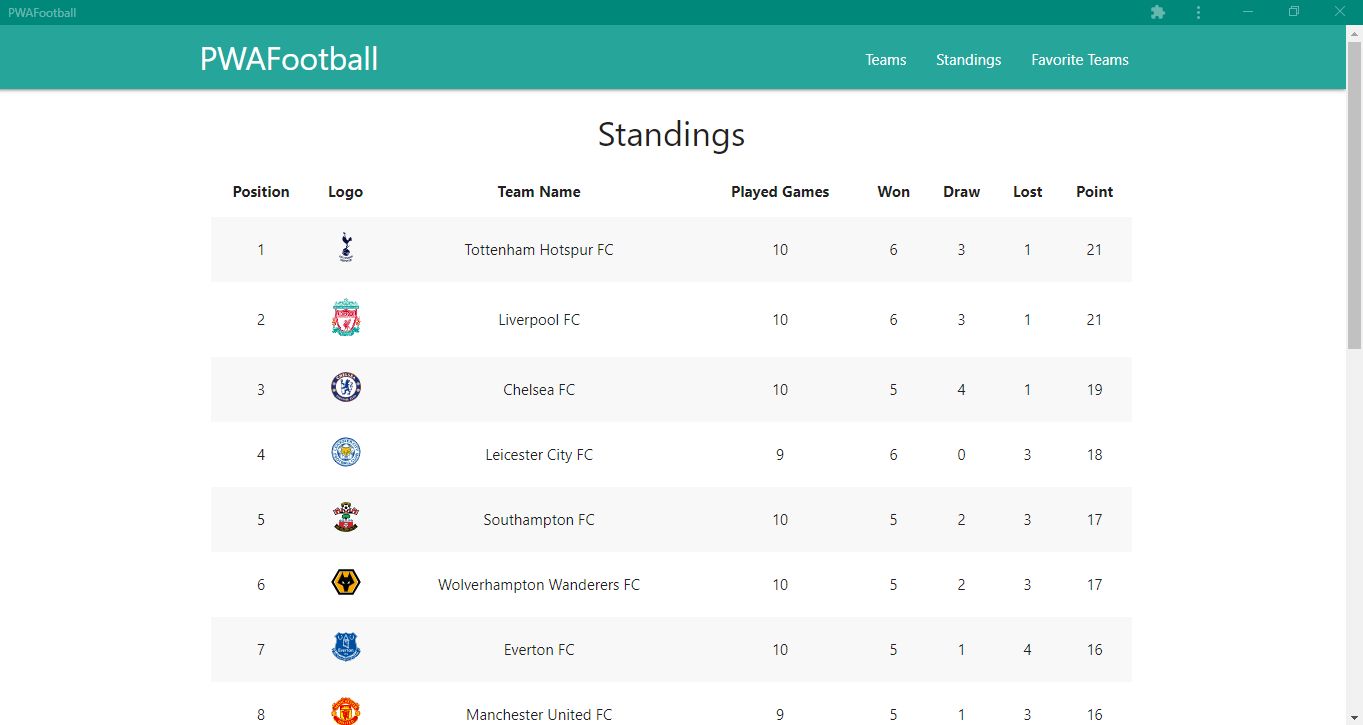 PWAFootball
PWAFootball Teams Standings Favorite Teams
Standings
Position Logo Team Name Played Games Won Draw Lost Point
1 Tottenham Hotspur FC 10 6 3 1 21
2 Liverpool FC 10 6 3 1 21
3 Chelsea FC 10 5 4 1 19
4 Leicester City FC 9 6 0 3 18
5 Southampton FC 10 5 2 3 17
6 Wolverhampton Wanderers FC 10 5 2 3 17
7 Everton FC 10 5 1 4 16
8 Manchester United FC 9 5 1 3 16